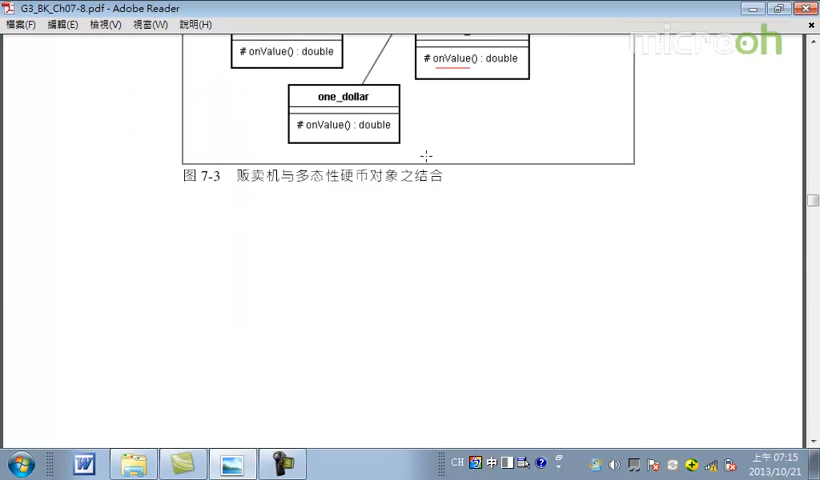 G3_BK_Ch07-8.pdf - Adobe Reader
檔案(F) 編輯(E) 檢視(V) 視窗(W) 說明(H)
microoh
# onValue() : double
# onValue() : double
one_dollar
# onValue() : double
图 7-3 贩卖机与多态性硬币对象之结合
CH 中
上午 07:15
2013/10/21